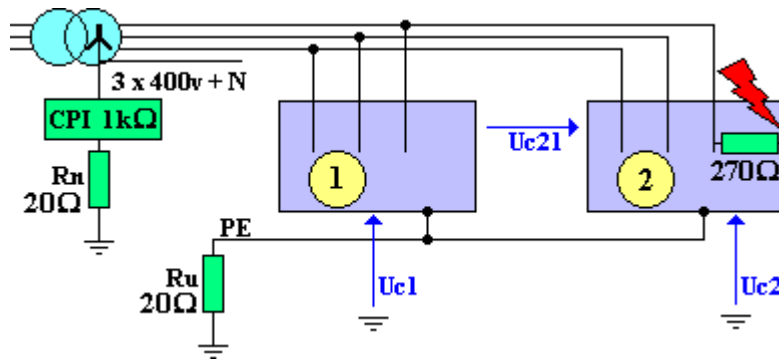 3 x 400v + N
CPI 1kΩ
Rn
20Ω
PE
Ru
20Ω
1
Uc1
Uc21
2
270Ω
Uc2